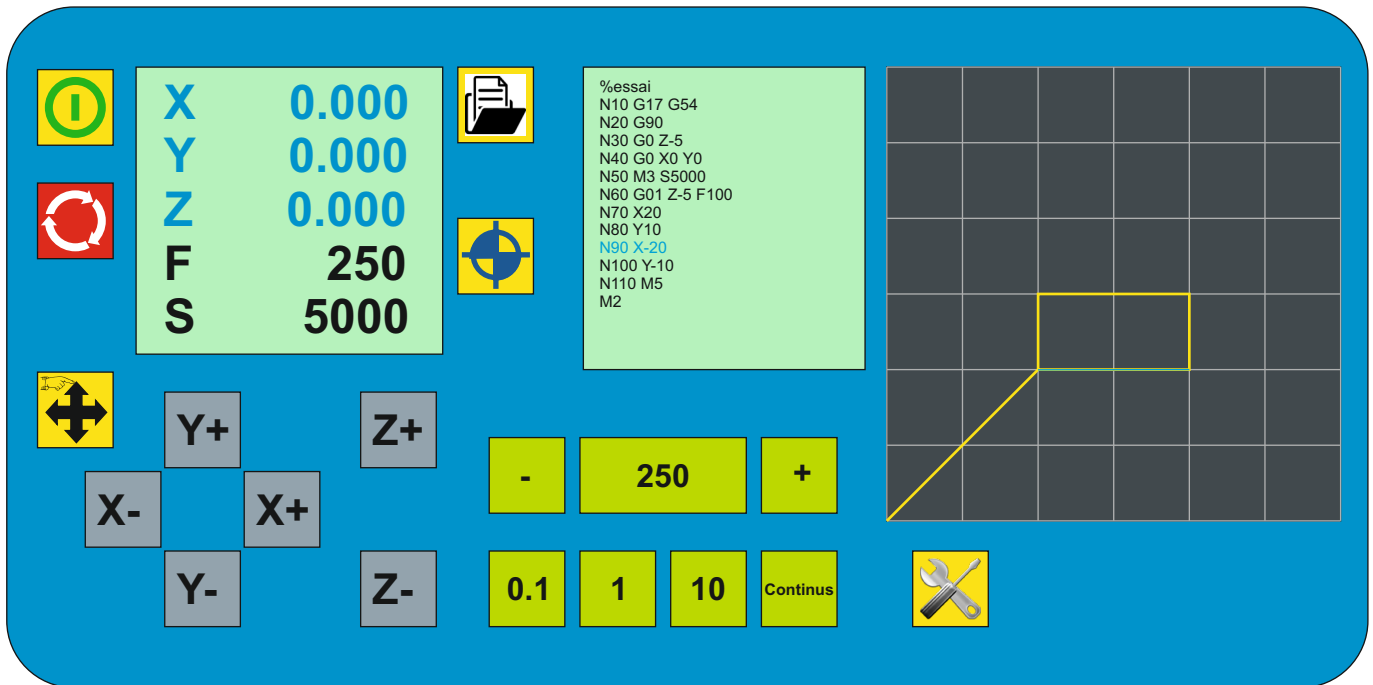 X 0.000
Y 0.000
Z 0.000
F 250
S 5000
%essai
N10 G17 G54
N20 G90
N30 G0 Z-5
N40 G0 X0 Y0
N50 M3 S5000
N60 G01 Z-5 F100
N70 X20
N80 Y10
N90 X-20
N100 Y-10
N110 M5
M2
Y+ Z+
X- X+
Y- Z-
- 250 +
0.1 1 10 Continus